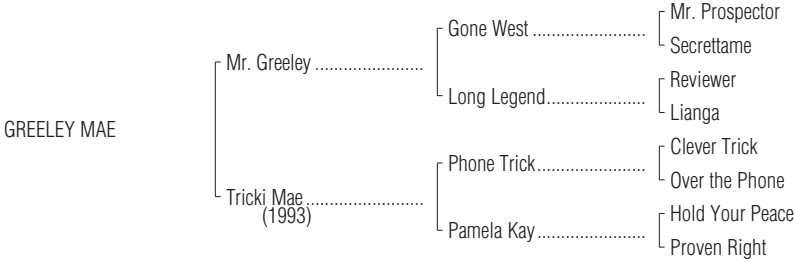 Mr. Prospector
Gone West .......................
Secrettame
Mr. Greeley .......................
Reviewer
Long Legend.....................
Lianga
GREELEY MAE
Clever Trick
Phone Trick.......................
Over the Phone
Tricki Mae .........................
(1993)
Hold Your Peace
Pamela Kay .......................
Proven Right